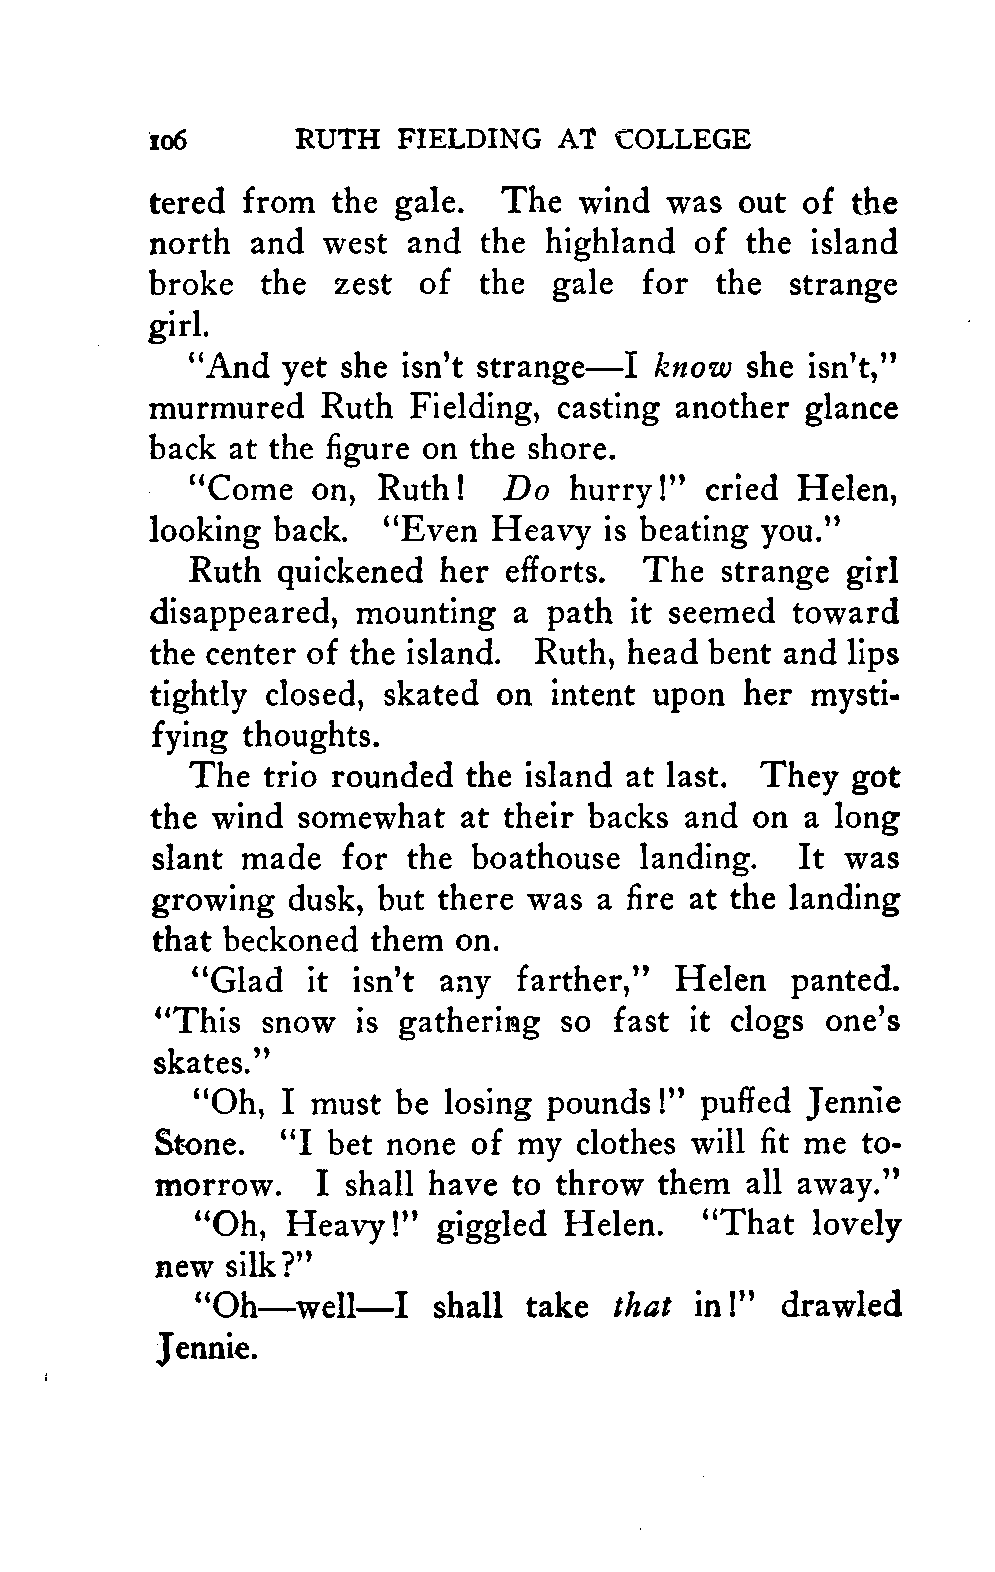 106 RUTH FIELDING AT COLLEGE
tered from the gale. The wind was out of the
north and west and the highland of the island
broke the zest of the gale for the strange
girl.
"And yet she isn't strange—I know she isn't,"
murmured Ruth Fielding, casting another glance
back at the figure on the shore.
"Come on, Ruth! Do hurry!" cried Helen,
looking back. "Even Heavy is beating you."
Ruth quickened her efforts. The strange girl
disappeared, mounting a path it seemed toward
the center of the island. Ruth, head bent and lips
tightly closed, skated on intent upon her mysti-
fying thoughts.
The trio rounded the island at last. They got
the wind somewhat at their backs and on a long
slant made for the boathouse landing. It was
growing dusk, but there was a fire at the landing
that beckoned them on.
"Glad it isn't any farther," Helen panted.
"This snow is gathering so fast it clogs one's
skates."
"Oh, I must be losing pounds!" puffed Jennie
Stone. "I bet none of my clothes will fit me to-
morrow. I shall have to throw them all away."
"Oh, Heavy!" giggled Helen. "That lovely
new silk?"
"Oh—well—I shall take that in!" drawled
Jennie.